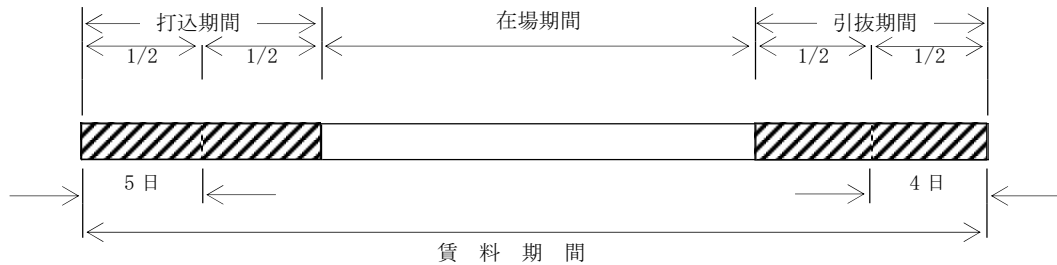 打込期間 在場期間 引抜期間
1/2 1/2 1/2 1/2
5 日 4 日
賃 料 期 間